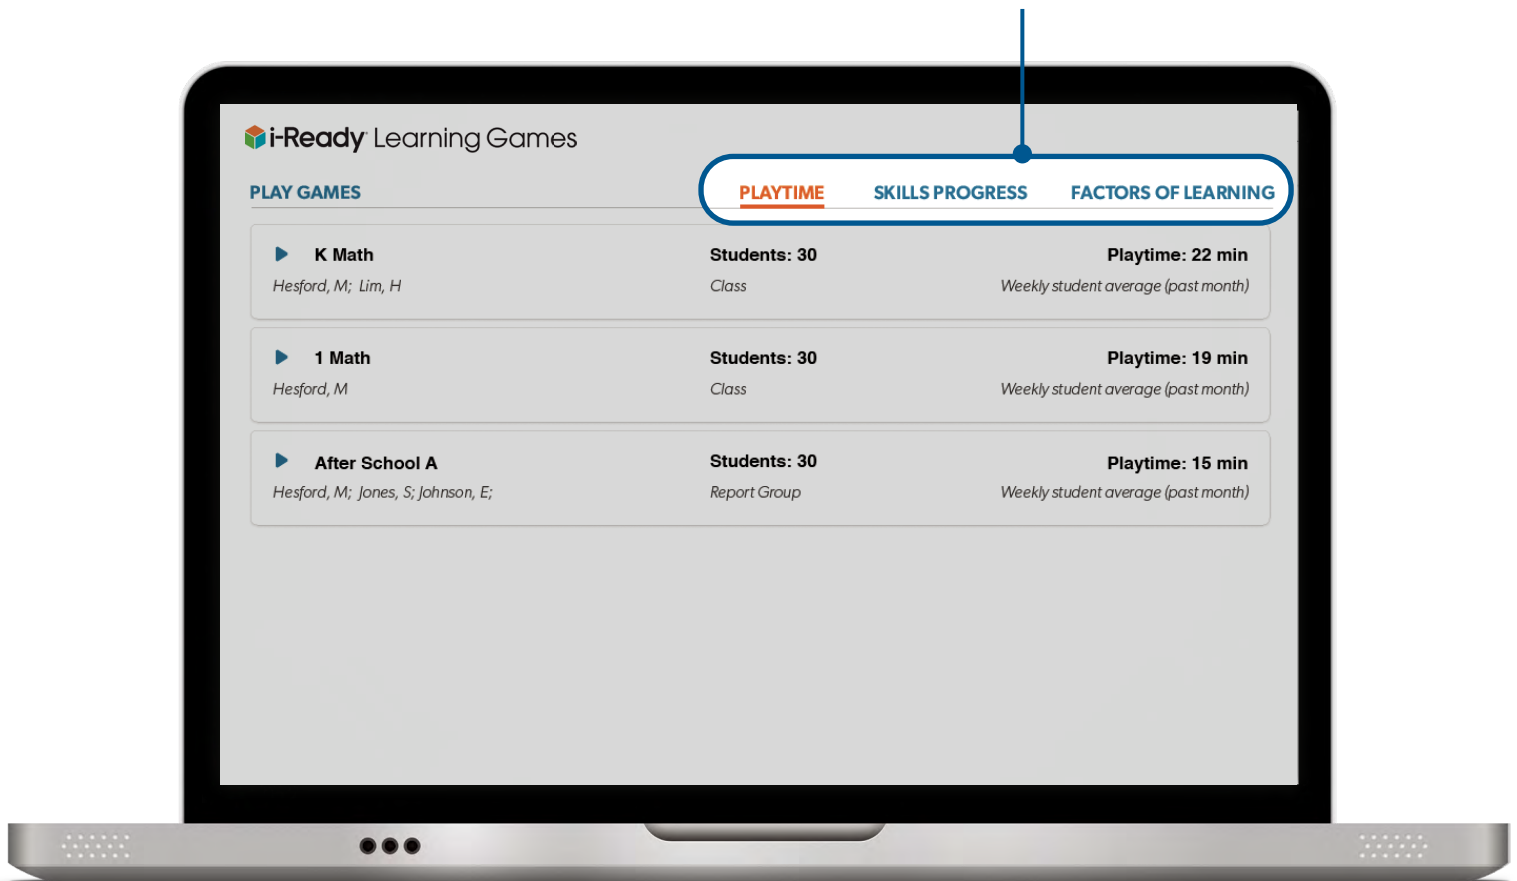 i-Ready Learning Games
PLAY GAMES PLAYTIME SKILLS PROGRESS FACTORS OF LEARNING
K Math Students: 30 Playtime: 22 min
Hesford, M; Lim, H Class Weekly student average (past month)
1 Math Students: 30 Playtime: 19 min
Hesford, M Class Weekly student average (past month)
After School A Students: 30 Playtime: 15 min
Hesford, M; Jones, S; Johnson, E; Report Group Weekly student average (past month)